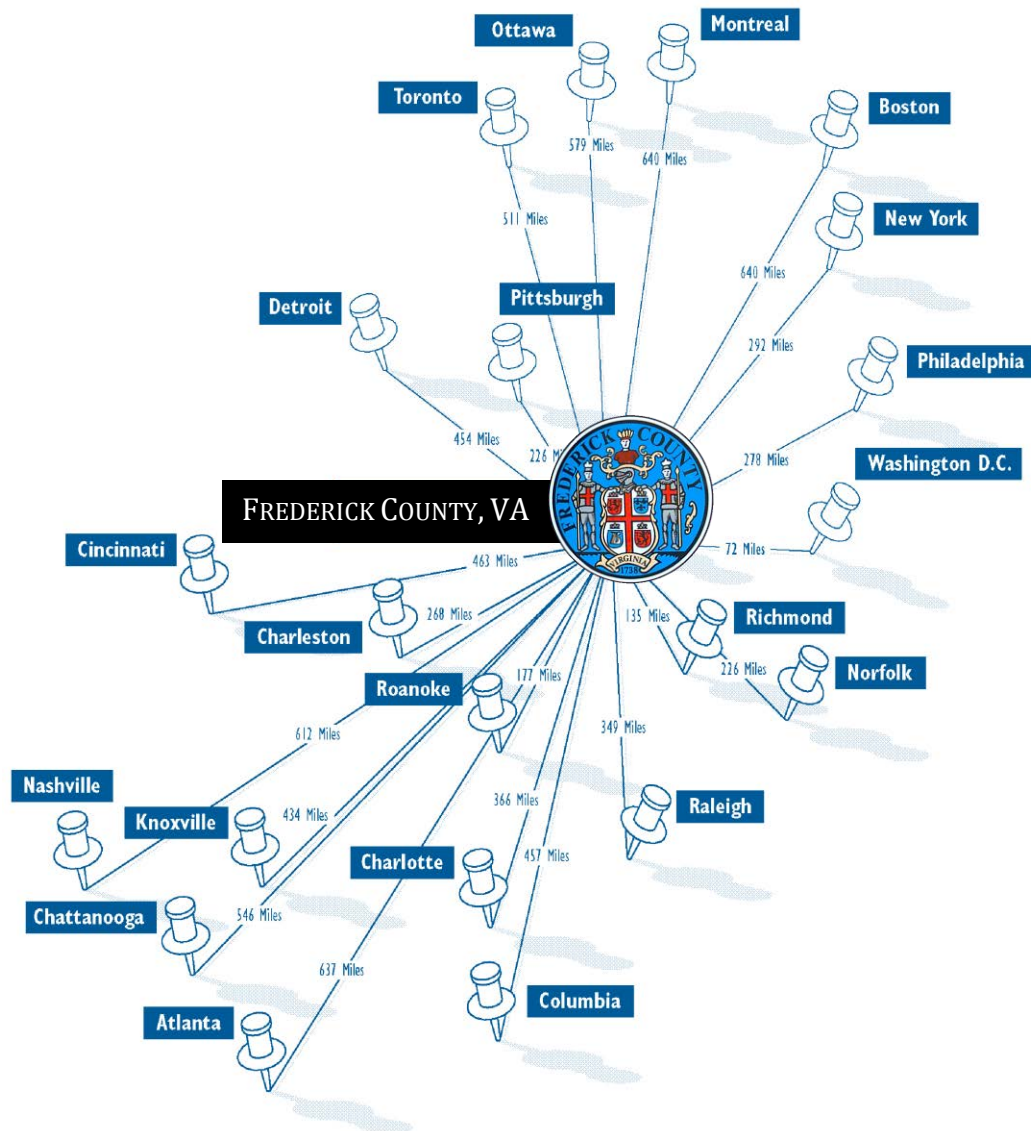 Montreal
Ottawa
Toronto
Boston
579 Miles
640 Miles
511 Miles
New York
640 Miles
Pittsburgh
Detroit
292 Miles
Philadelphia
454 Miles
226 M
278 Miles
Washington D.C.
FREDERICK COUNTY
VIRGINIA
1738
FREDERICK COUNTY, VA
72 Miles
Cincinnati
463 Miles
268 Miles
135 Miles
Richmond
Charleston
177 Miles
226 Miles
Norfolk
Roanoke
349 Miles
612 Miles
Nashville
366 Miles
Raleigh
Knoxville
434 Miles
457 Miles
Charlotte
Chattanooga
546 Miles
637 Miles
Columbia
Atlanta